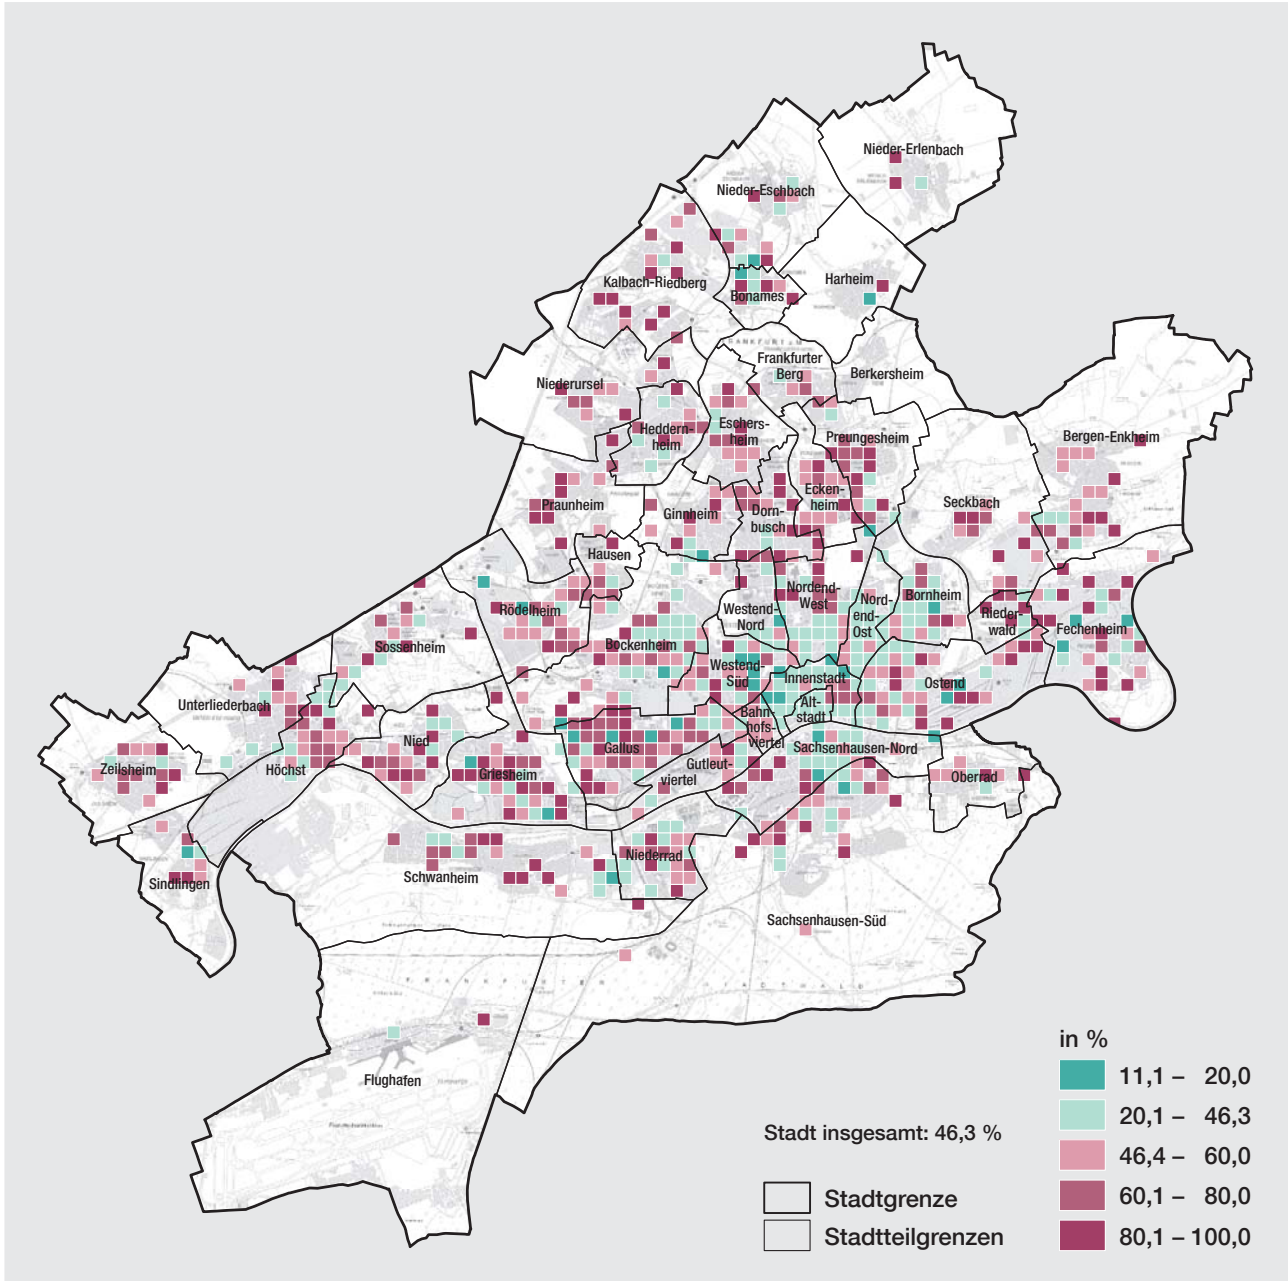 Nieder-Erlenbach
Nieder-Eschbach
Kalbach-Riedberg
Harheim
Bonames
Frankfurter
Berg
Berkersheim
Niederursel
Heddern-
heim
Eschers-
heim
Preungesheim
Bergen-Enkheim
Praunheim
Ginnheim
Dorn-
busch
Ecken-
heim
Seckbach
Hausen
Rödelheim
Westend-
Nord
Nordend-
West
Nord-
end-
Ost
Bornheim
Rieder-
wald
Fechenheim
Sossenheim
Bockenheim
Westend-
Süd
Innenstadt
Ostend
Unterliederbach
Alt-
stadt
Bahn-
hofs-
viertel
Zeilsheim
Höchst
Nied
Griesheim
Gallus
Gutleut-
viertel
Sachsenhausen-Nord
Oberrad
Sindlingen
Schwanheim
Niederrad
Sachsenhausen-Süd
Flughafen
in %
11,1 – 20,0
20,1 – 46,3
46,4 – 60,0
60,1 – 80,0
80,1 – 100,0
Stadt insgesamt: 46,3 %
Stadtgrenze
Stadtteilgrenzen